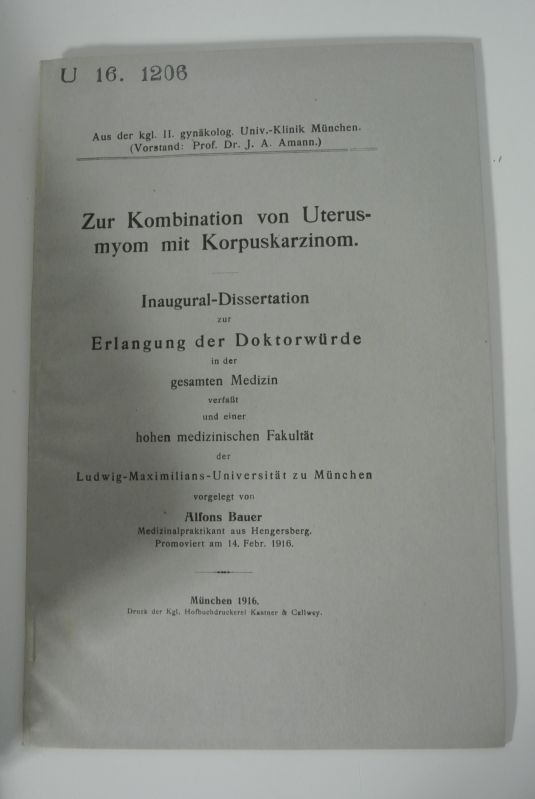 U 16. 1206
Aus der kgl. II. gynäkolog. Univ.-Klinik München.
(Vorstand: Prof. Dr. J. A. Amann.)
Zur Kombination von Uterus-
myom mit Korpuskarzinom.
Inaugural-Dissertation
zur
Erlangung der Doktorwürde
in der
gesamten Medizin
verfaßt
und einer
hohen medizinischen Fakultät
der
Ludwig-Maximilians-Universität zu München
vorgelegt von
Alfons Bauer
Medizinalpraktikant aus Hengersberg.
Promoviert am 14. Febr. 1916.
München 1916.
Druck der Kgl. Hofbuchdruckerei Kastner & Callwey.